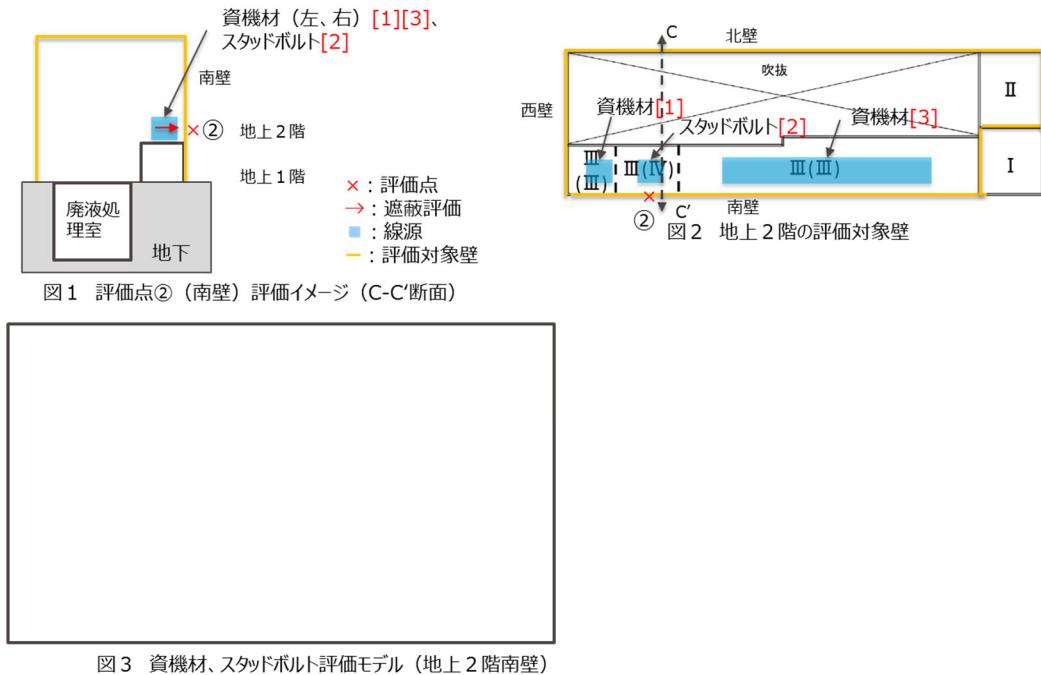 資機材（左、右）[1][3]、
スタッドボルト[2]
南壁
②
地上２階
地上１階
廃液処
理室
地下
×：評価点
→：遮蔽評価
■：線源
－：評価対象壁
図１　評価点②（南壁）評価イメージ（C-C’断面）
C
北壁
吹抜
西壁
資機材[1]
スタッドボルト[2]
資機材[3]
Ⅱ
Ⅲ
(Ⅲ)
Ⅲ(Ⅳ)
Ⅲ(Ⅲ)
Ⅰ
②
C’
南壁
図２　地上２階の評価対象壁
図３　資機材、スタッドボルト評価モデル（地上２階南壁）